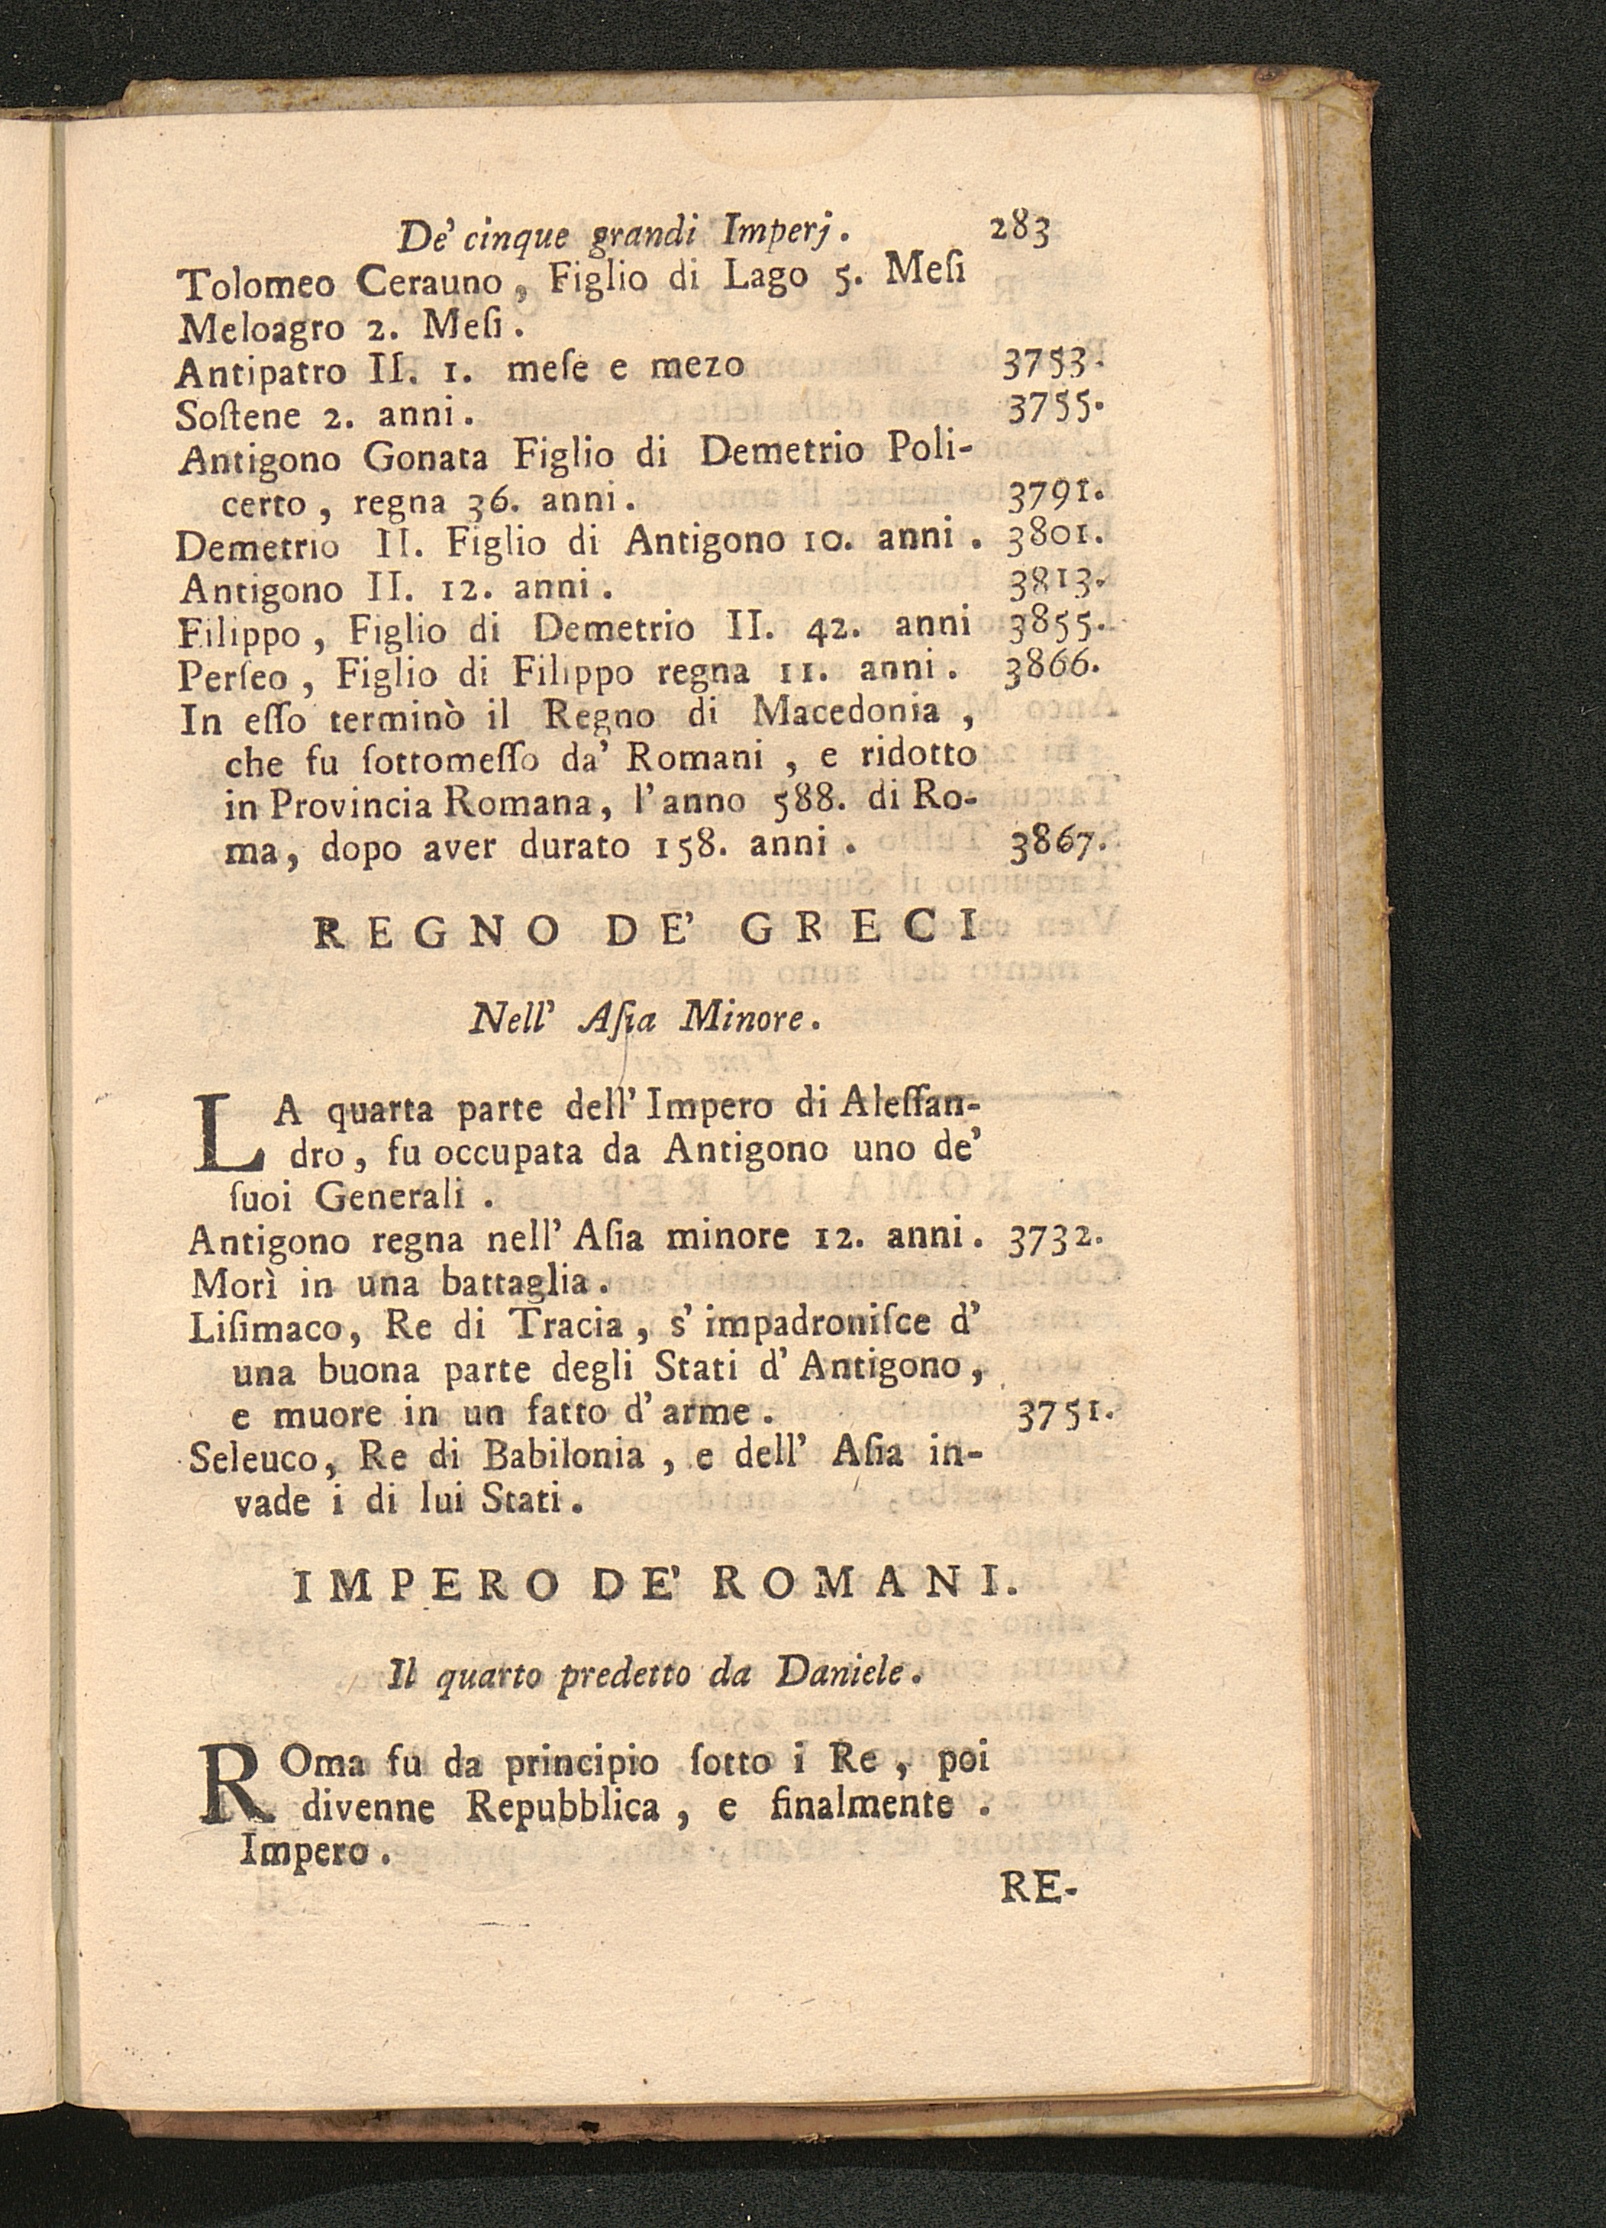 De' cinque grandi Imperj. 283
Tolomeo Cerauno, Figlio di Lago 5. Meſi
Meloagro 2. Meſi.
Antipatro II. 1. meſe e mezo 3753.
Soſtene 2. anni. 3755.
Antigono Gonata Figlio di Demetrio Poli-
certo, regna 36. anni. 3791.
Demetrio II. Figlio di Antigono 10. anni. 3801.
Antigono II. 12. anni. 3813.
Filippo, Figlio di Demetrio II. 42. anni 3855.
Perſeo, Figlio di Filippo regna 11. anni. 3866.
In eſſo terminò il Regno di Macedonia,
che fu ſottomeſſo da' Romani, e ridotto
in Provincia Romana, l'anno 588. di Ro-
ma, dopo aver durato 158. anni. 3867.
REGNO DE' GRECI
Nell' Aſia Minore.
LA quarta parte dell' Impero di Aleſſan-
dro, fu occupata da Antigono uno de'
ſuoi Generali.
Antigono regna nell' Aſia minore 12. anni. 3732.
Morì in una battaglia.
Liſimaco, Re di Tracia, s' impadroniſce d'
una buona parte degli Stati d' Antigono,
e muore in un fatto d' arme. 3751.
Seleuco, Re di Babilonia, e dell' Aſia in-
vade i di lui Stati.
IMPERO DE' ROMANI.
Il quarto predetto da Daniele.
ROma fu da principio ſotto i Re, poi
divenne Repubblica, e finalmente.
Impero.
RE-